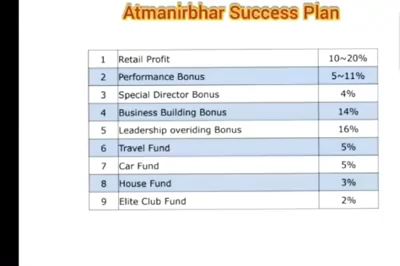 Atmanirbhar Success Plan
1 Retail Profit 10~20%
2 Performance Bonus 5~11%
3 Special Director Bonus 4%
4 Business Building Bonus 14%
5 Leadership overiding Bonus 16%
6 Travel Fund 5%
7 Car Fund 5%
8 House Fund 3%
9 Elite Club Fund 2%